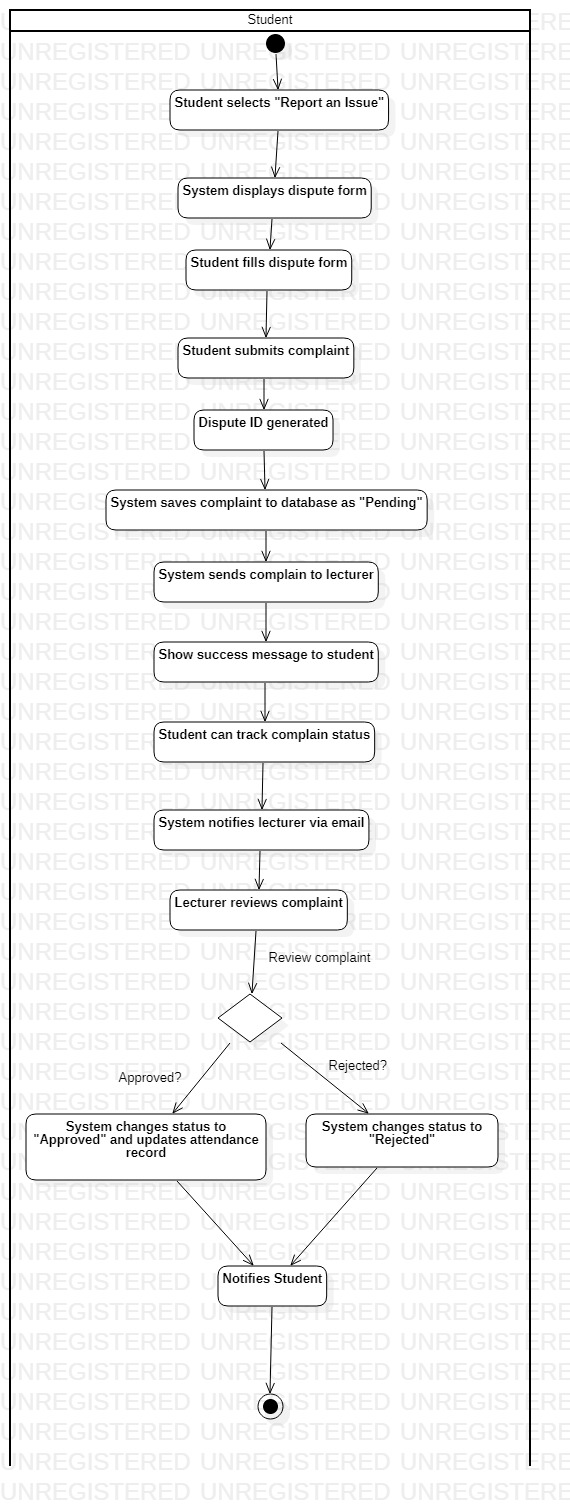 Student
Student selects "Report an Issue"
System displays dispute form
Student fills dispute form
Student submits complaint
Dispute ID generated
System saves complaint to database as "Pending"
System sends complain to lecturer
Show success message to student
Student can track complain status
System notifies lecturer via email
Lecturer reviews complaint
Review complaint
Approved?
Rejected?
System changes status to
"Approved" and updates attendance
record
System changes status to
"Rejected"
Notifies Student
UNREGISTERED